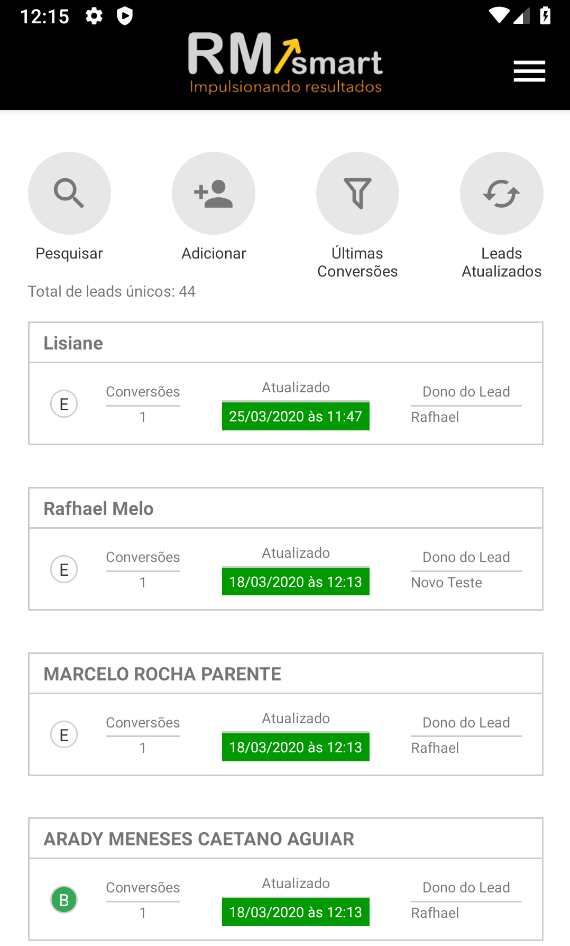 12:15
RM smart
Impulsionando resultados
Pesquisar
Adicionar
Últimas
Conversões
Leads
Atualizados
Total de leads únicos: 44
Lisiane
E
Conversões
1
Atualizado
25/03/2020 às 11:47
Dono do Lead
Rafhael
Rafhael Melo
E
Conversões
1
Atualizado
18/03/2020 às 12:13
Dono do Lead
Novo Teste
MARCELO ROCHA PARENTE
E
Conversões
1
Atualizado
18/03/2020 às 12:13
Dono do Lead
Rafhael
ARADY MENESES CAETANO AGUIAR
B
Conversões
1
Atualizado
18/03/2020 às 12:13
Dono do Lead
Rafhael